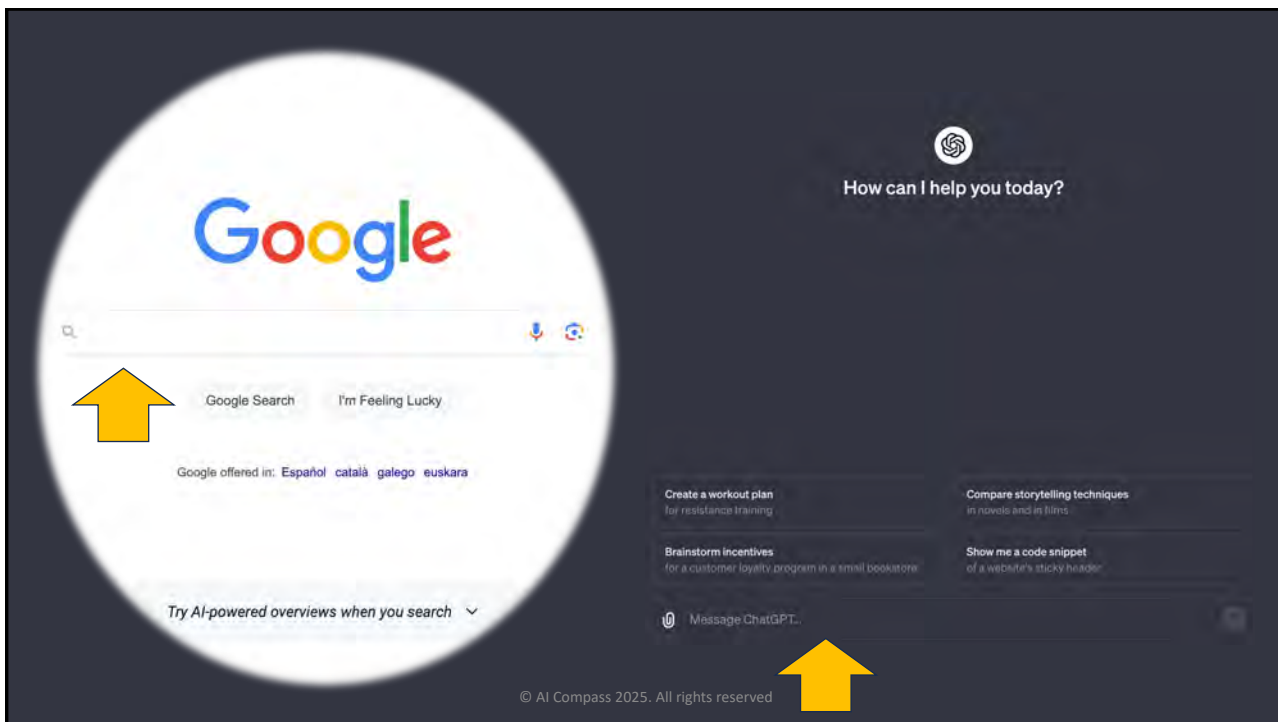 Google
Google Search I'm Feeling Lucky
Google offered in: Español català galego euskara
Try AI-powered overviews when you search
How can I help you today?
Create a workout plan
for resistance training
Compare storytelling techniques
in novels and in films
Brainstorm incentives
for a customer loyalty program in a small bookstore
Show me a code snippet
of a website's sticky header
Message ChatGPT...
© AI Compass 2025. All rights reserved